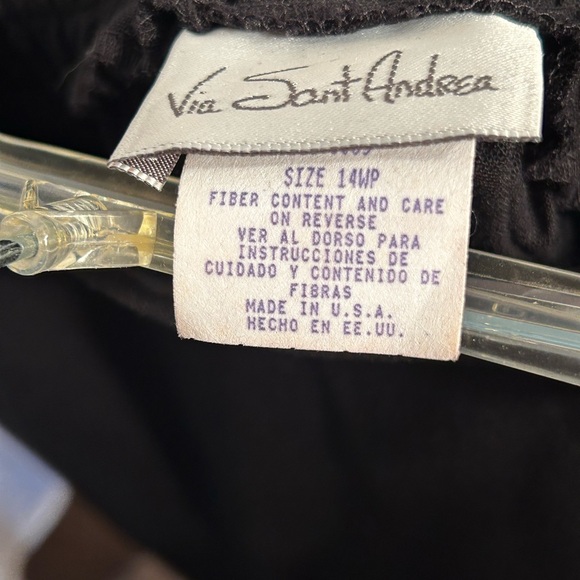 Via Sant Andrea
SIZE 14WP
FIBER CONTENT AND CARE
ON REVERSE
VER AL DORSO PARA
INSTRUCCIONES DE
CUIDADO Y CONTENIDO DE
FIBRAS
MADE IN U.S.A.
HECHO EN EE.UU.